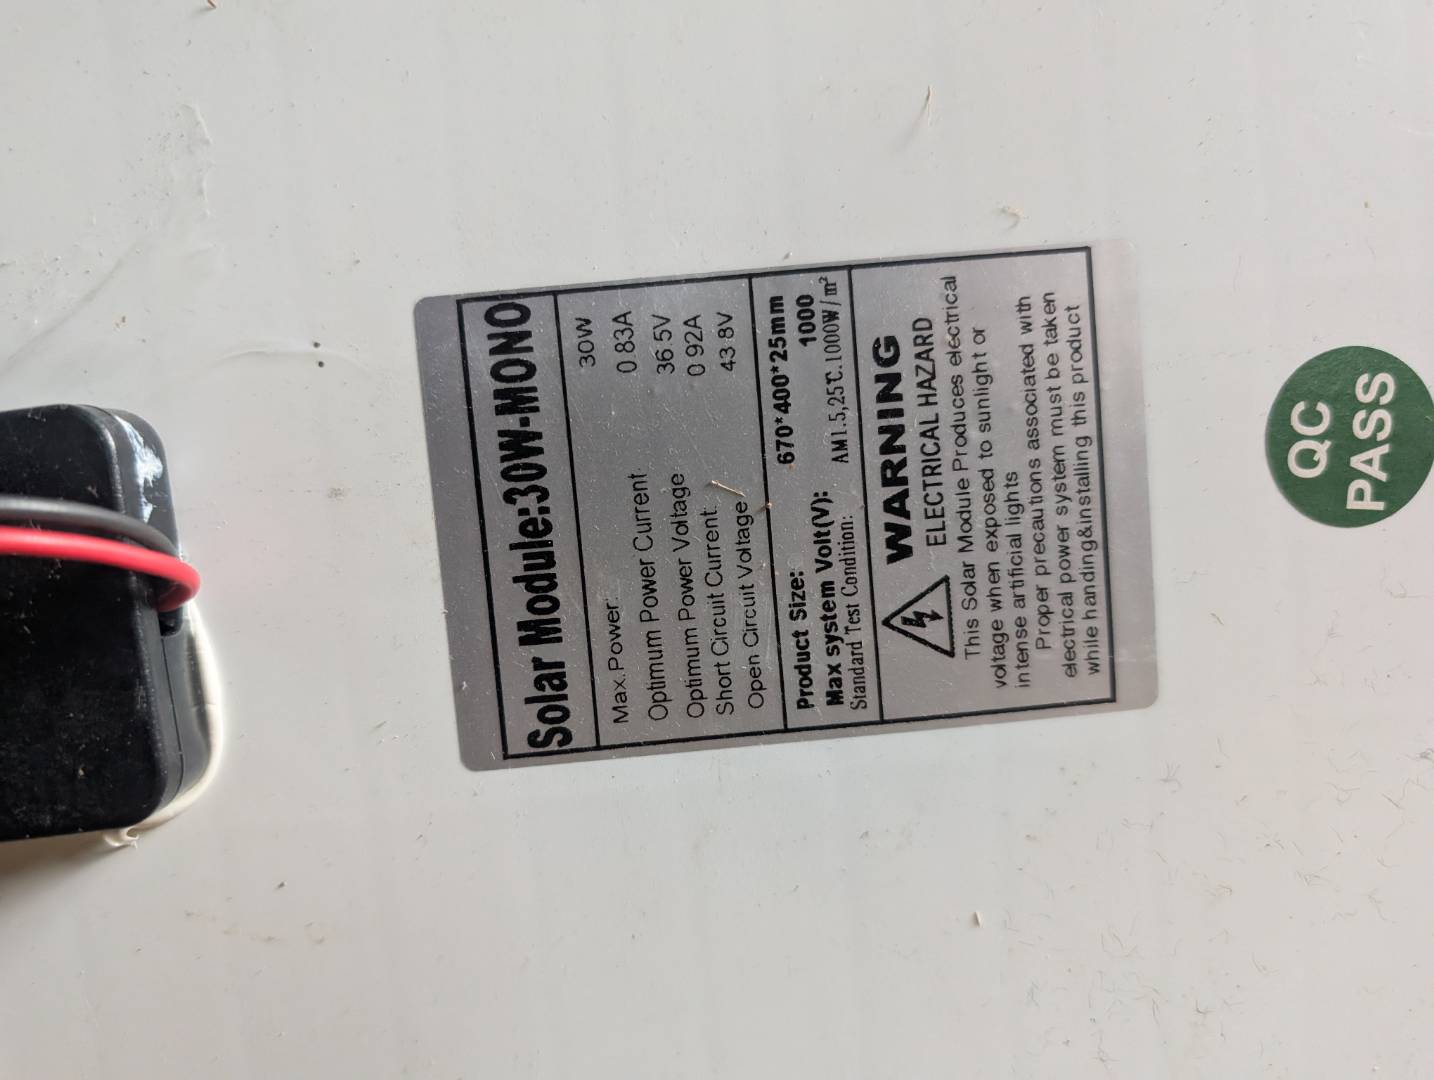 Solar Module:30W-MONO
Max.Power: 30W
Optimum Power Current 0.83A
Optimum Power Voltage 36.5V
Short Circuit Current 0.92A
Open Circuit Voltage 43.8V
Product Size: 670*400*25mm
Max system Volt(V): 1000
Standard Test Condition: AM1.5,25℃.1000W/m²
WARNING
ELECTRICAL HAZARD
This Solar Module Produces electrical
voltage when exposed to sunlight or
intense artificial lights
Proper precautions associated with
electrical power system must be taken
while handing&installing this product
QC
PASS